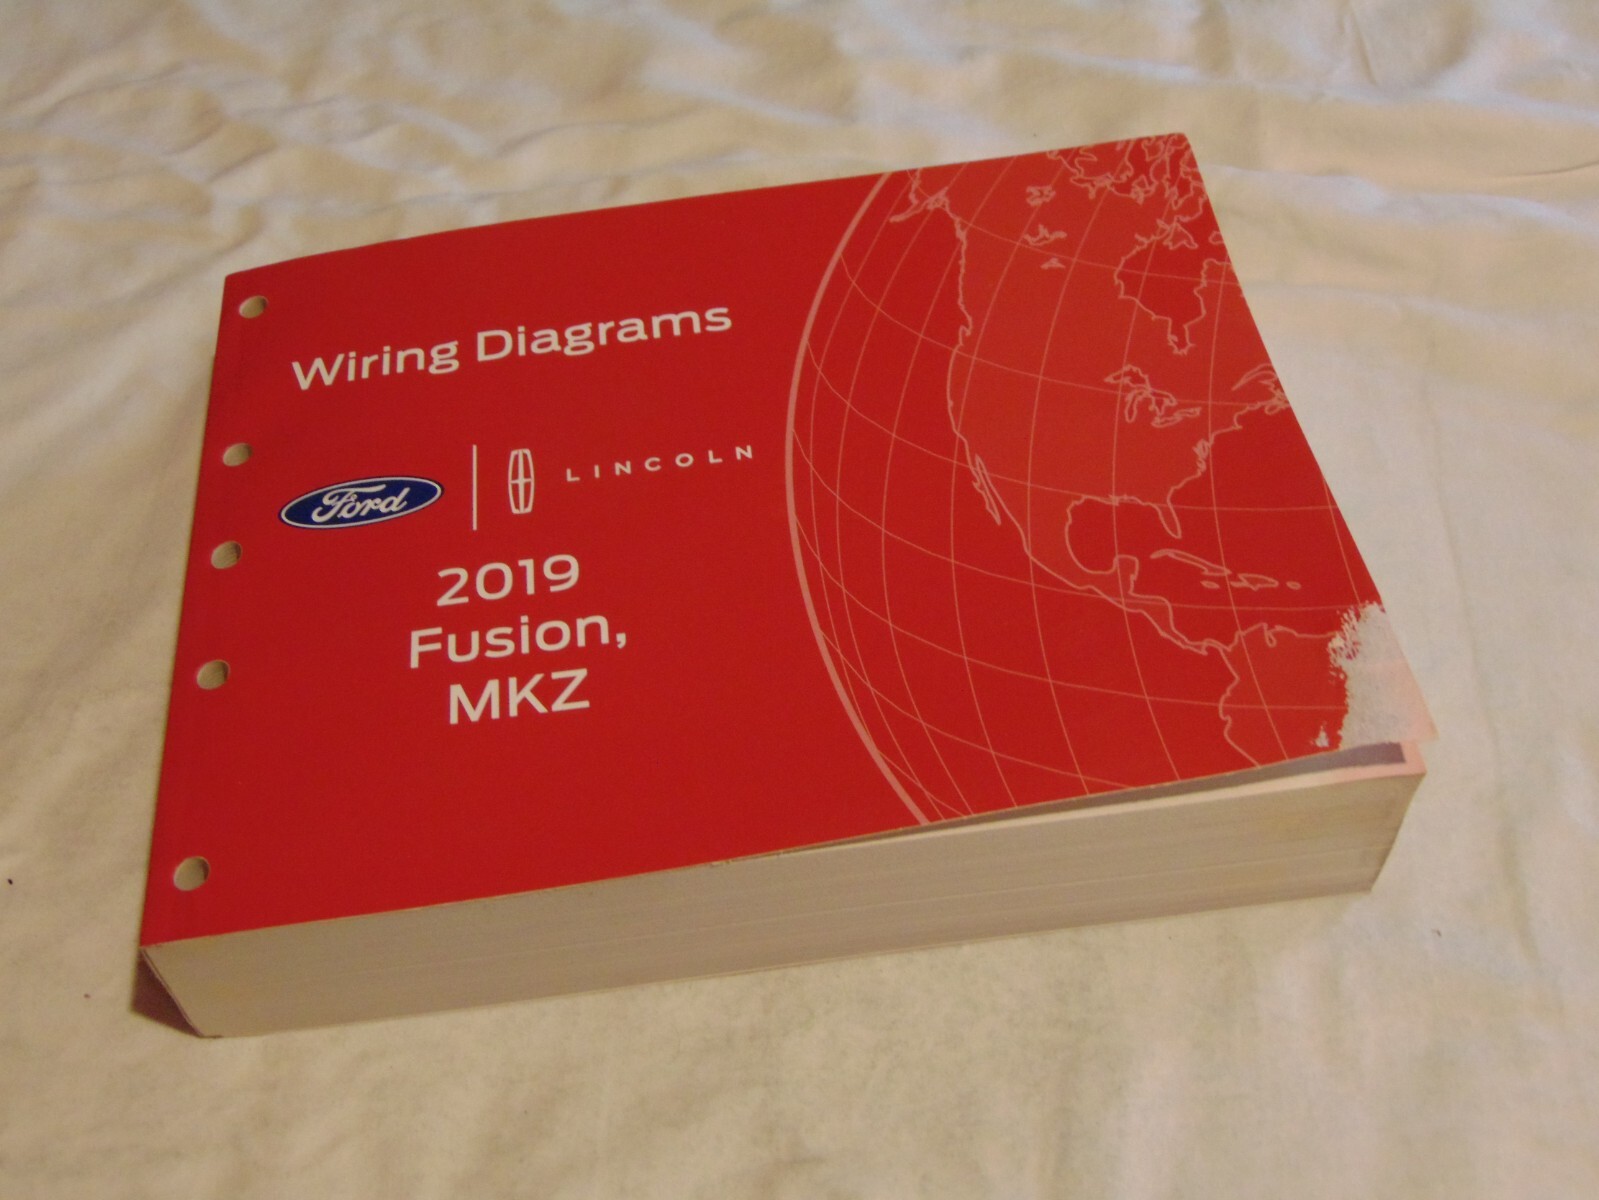 Wiring Diagrams
Ford
LINCOLN
2019
Fusion,
MKZ